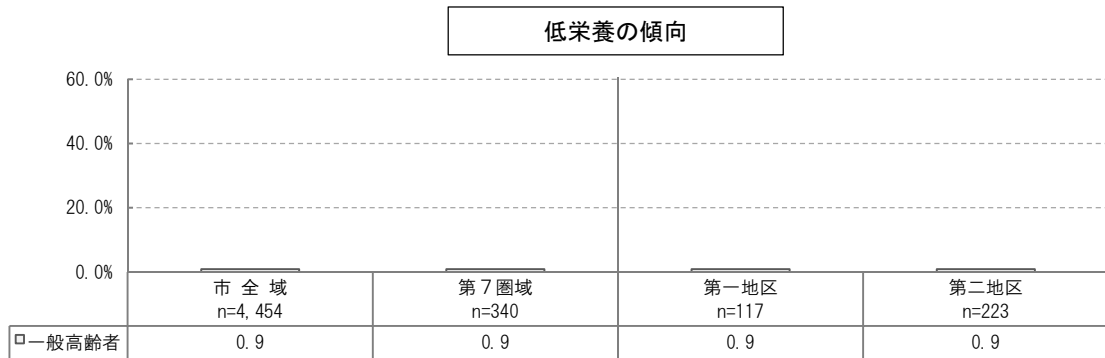 低栄養の傾向
60.0%
40.0%
20.0%
0.0%
市 全 域
n=4,454
第7圏域
n=340
第一地区
n=117
第二地区
n=223
一般高齢者 0.9 0.9 0.9 0.9